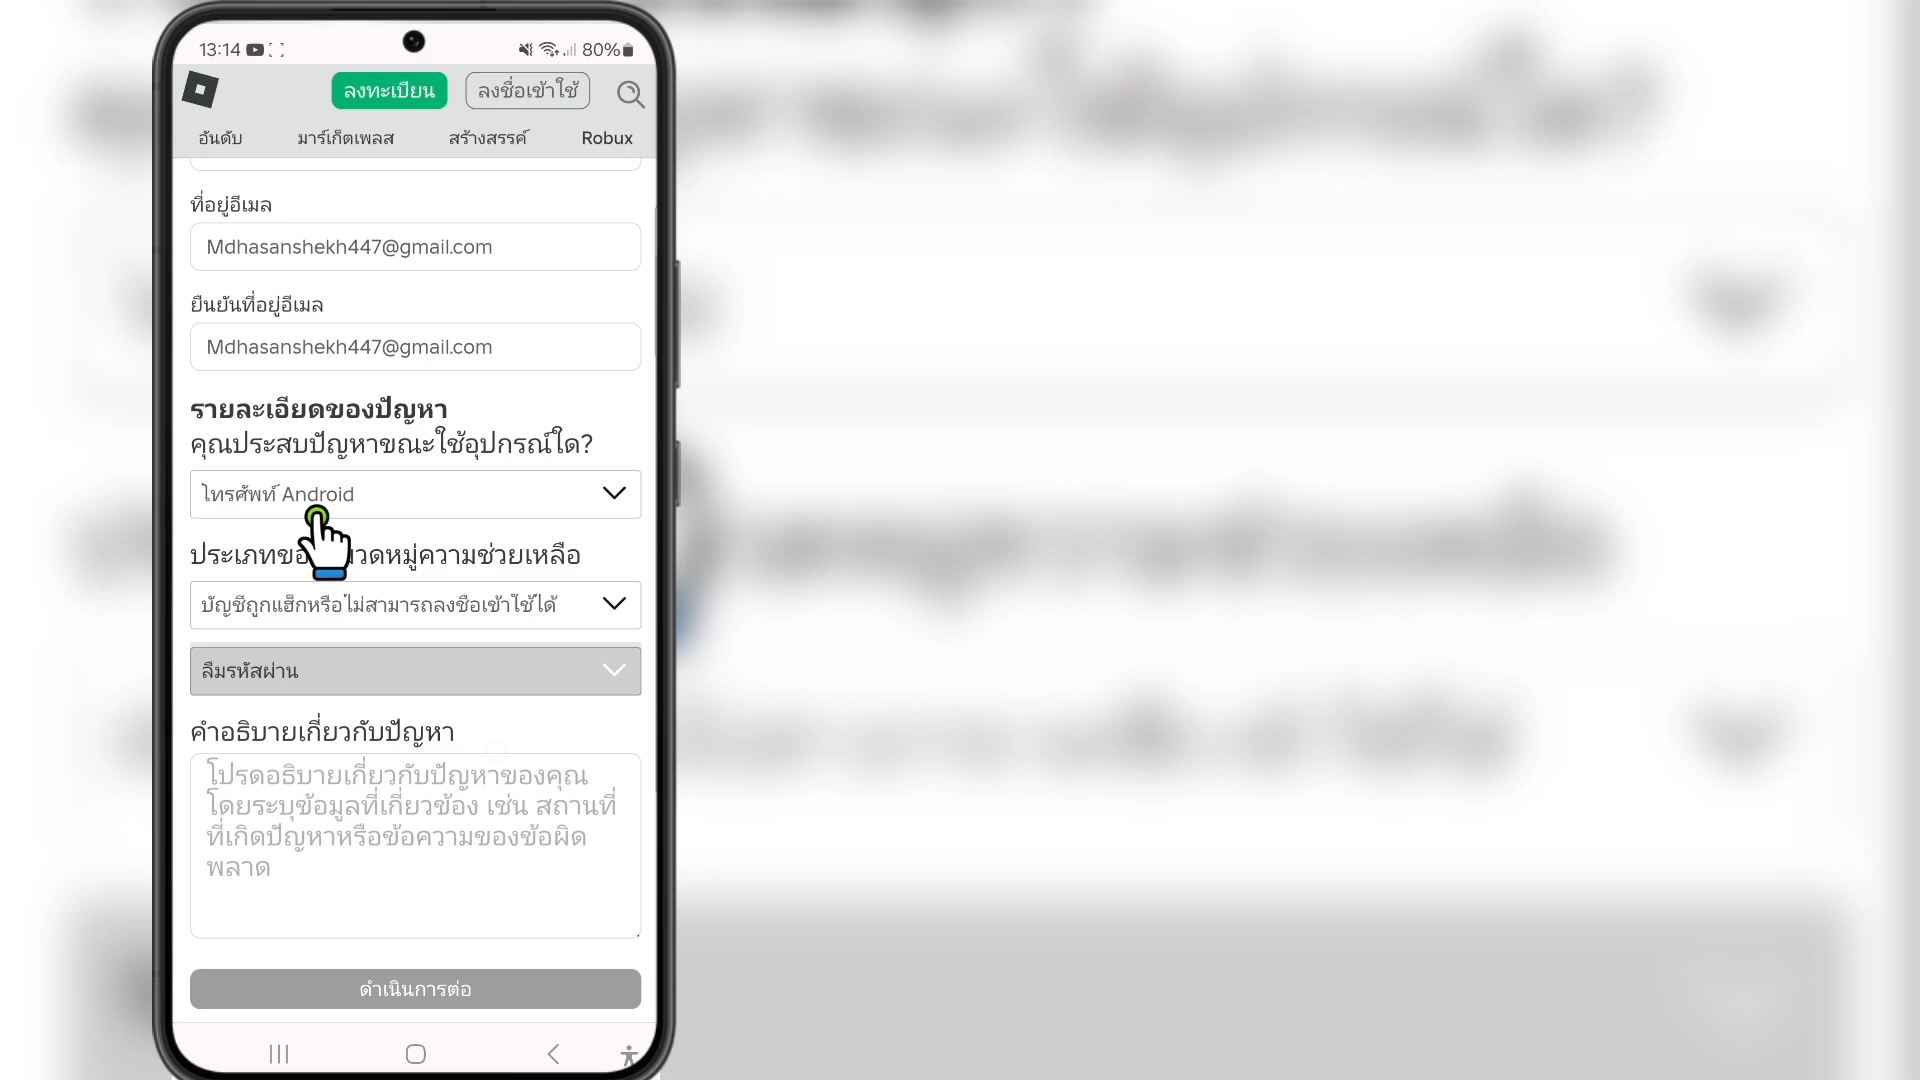 13:14
80%
ลงทะเบียน ลงชื่อเข้าใช้
อันดับ มาร์เก็ตเพลส สร้างสรรค์ Robux
ที่อยู่อีเมล
Mdhasanshekh447@gmail.com
ยืนยันที่อยู่อีเมล
Mdhasanshekh447@gmail.com
รายละเอียดของปัญหา
คุณประสบปัญหาขณะใช้อุปกรณ์ใด?
โทรศัพท์ Android
ประเภทขอ วดหมู่ความช่วยเหลือ
บัญชีถูกแฮ็กหรือไม่สามารถลงชื่อเข้าใช้ได้
ลืมรหัสผ่าน
คำอธิบายเกี่ยวกับปัญหา
โปรดอธิบายเกี่ยวกับปัญหาของคุณ
โดยระบุข้อมูลที่เกี่ยวข้อง เช่น สถานที่
ที่เกิดปัญหาหรือข้อความของข้อผิด
พลาด
ดำเนินการต่อ